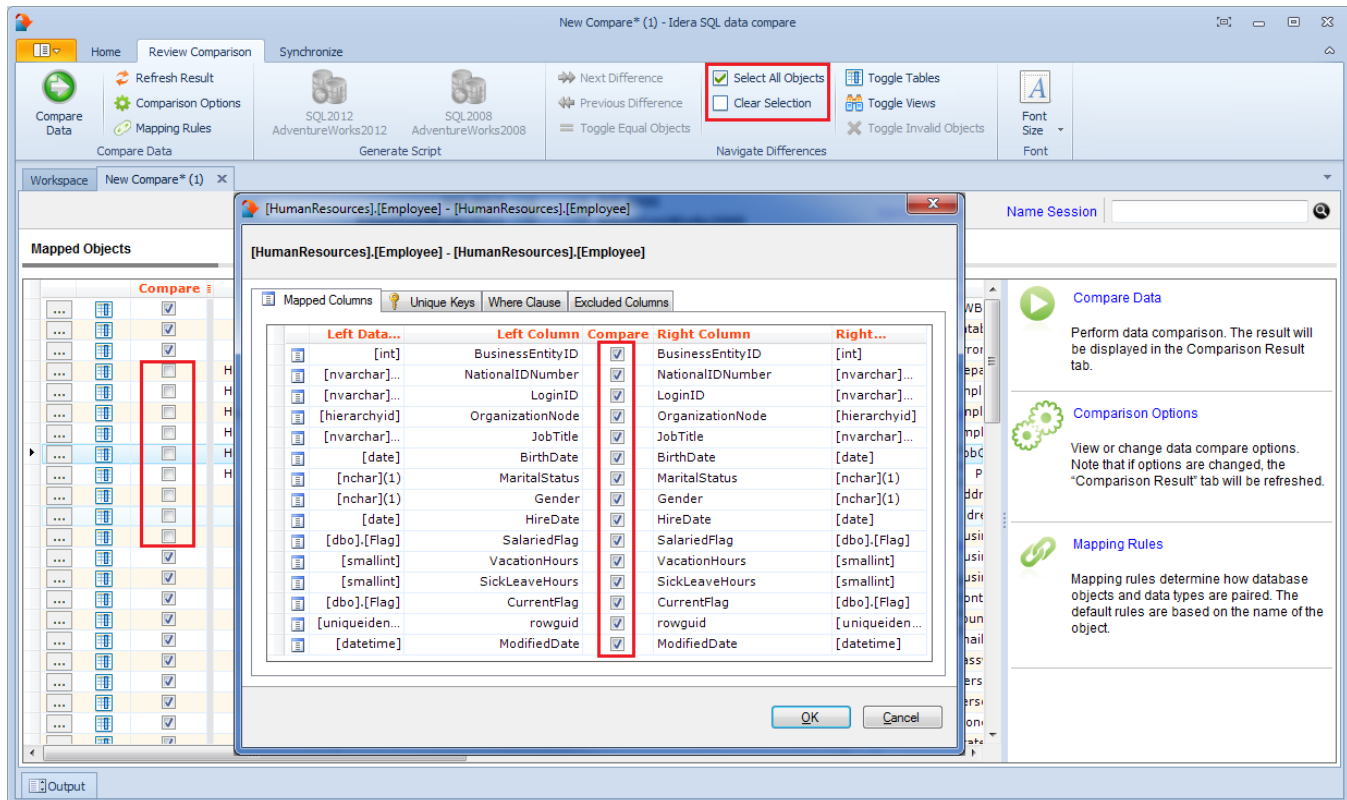 New Compare* (1) - Idera SQL data compare
Home Review Comparison Synchronize
Compare Data
Refresh Result
Comparison Options
Mapping Rules
Compare Data
SQL2012
AdventureWorks2012
SQL2008
AdventureWorks2008
Generate Script
Next Difference
Previous Difference
Toggle Equal Objects
Select All Objects
Clear Selection
Toggle Tables
Toggle Views
Toggle Invalid Objects
Navigate Differences
A
Font Size
Font
Workspace New Compare* (1)
Name Session
Mapped Objects
Compare
[HumanResources].[Employee] - [HumanResources].[Employee]
[HumanResources].[Employee] - [HumanResources].[Employee]
Mapped Columns Unique Keys Where Clause Excluded Columns
Left Data... Left Column Compare Right Column Right...
[int] BusinessEntityID BusinessEntityID [int]
[nvarchar]... NationalIDNumber NationalIDNumber [nvarchar]...
[nvarchar]... LoginID LoginID [nvarchar]...
[hierarchyid] OrganizationNode OrganizationNode [hierarchyid]
[nvarchar]... JobTitle JobTitle [nvarchar]...
[date] BirthDate BirthDate [date]
[nchar](1) MaritalStatus MaritalStatus [nchar](1)
[nchar](1) Gender Gender [nchar](1)
[date] HireDate HireDate [date]
[dbo].[Flag] SalariedFlag SalariedFlag [dbo].[Flag]
[smallint] VacationHours VacationHours [smallint]
[smallint] SickLeaveHours SickLeaveHours [smallint]
[dbo].[Flag] CurrentFlag CurrentFlag [dbo].[Flag]
[uniqueiden... rowguid rowguid [uniqueiden...
[datetime] ModifiedDate ModifiedDate [datetime]
OK Cancel
Compare Data
Perform data comparison. The result will
be displayed in the Comparison Result
tab.
Comparison Options
View or change data compare options.
Note that if options are changed, the
“Comparison Result” tab will be refreshed.
Mapping Rules
Mapping rules determine how database
objects and data types are paired. The
default rules are based on the name of the
object.
Output